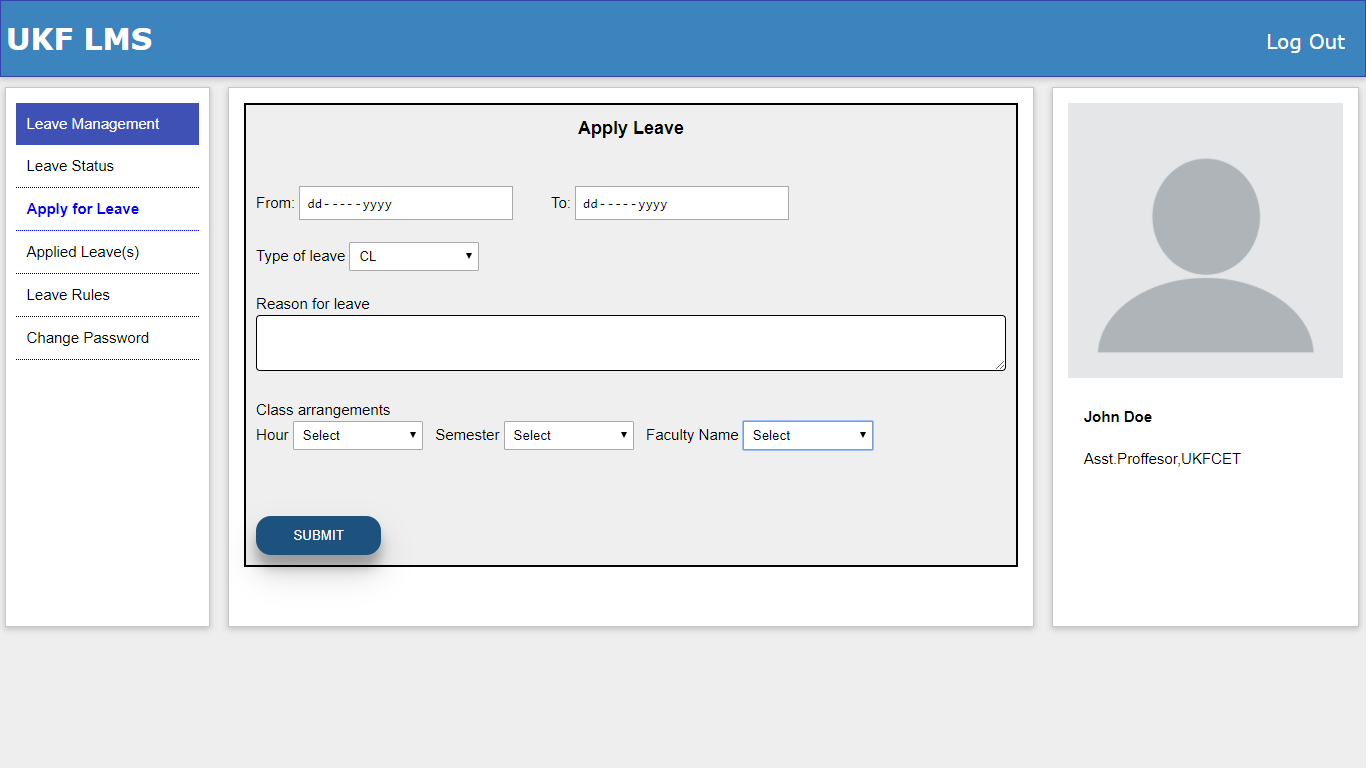 UKF LMS
Log Out
Leave Management
Leave Status
Apply for Leave
Applied Leave(s)
Leave Rules
Change Password
Apply Leave
From: dd-----yyyy To: dd-----yyyy
Type of leave CL
Reason for leave
Class arrangements
Hour Select Semester Select Faculty Name Select
SUBMIT
John Doe
Asst.Proffesor,UKFCET